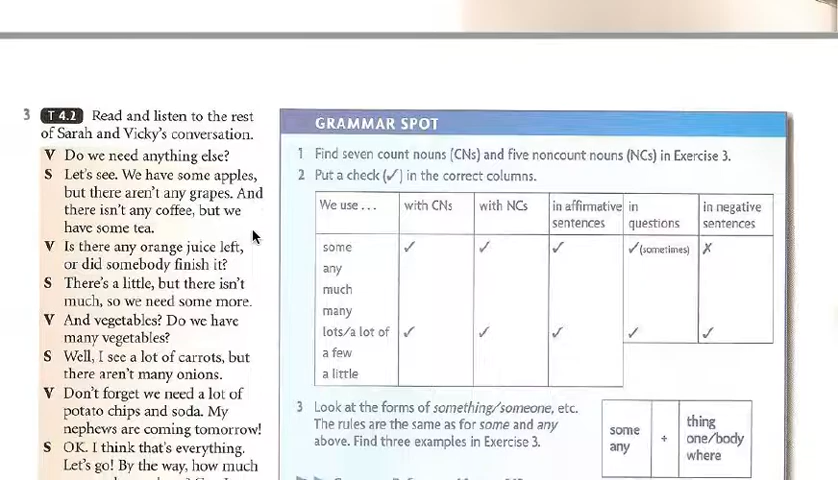 3 T 4.2 Read and listen to the rest
of Sarah and Vicky's conversation.
V Do we need anything else?
S Let's see. We have some apples,
but there aren't any grapes. And
there isn't any coffee, but we
have some tea.
V Is there any orange juice left,
or did somebody finish it?
S There's a little, but there isn't
much, so we need some more.
V And vegetables? Do we have
many vegetables?
S Well, I see a lot of carrots, but
there aren't many onions.
V Don't forget we need a lot of
potato chips and soda. My
nephews are coming tomorrow!
S OK. I think that's everything.
Let's go! By the way, how much
GRAMMAR SPOT
1 Find seven count nouns (CNs) and five noncount nouns (NCs) in Exercise 3.
2 Put a check (✓) in the correct columns.
We use ... with CNs with NCs in affirmative sentences in questions in negative sentences
some ✓ ✓ ✓ ✓ (sometimes) ✗
any
much
many
lots/a lot of ✓ ✓ ✓ ✓ ✓
a few
a little
3 Look at the forms of something/someone, etc.
The rules are the same as for some and any
above. Find three examples in Exercise 3.
some
any
+
thing
one/body
where